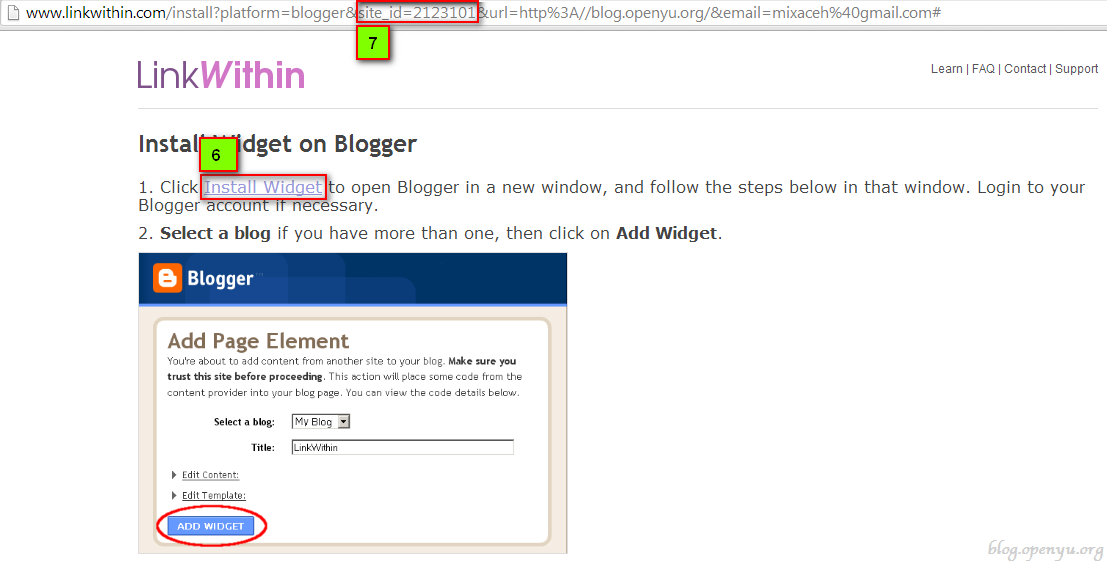 www.linkwithin.com/install?platform=blogger&site_id=2123101&url=http%3A//blog.openyu.org/&email=mixaceh%40gmail.com#
7
LinkWithin
Learn | FAQ | Contact | Support
Install Widget on Blogger
6
1. Click Install Widget to open Blogger in a new window, and follow the steps below in that window. Login to your
Blogger account if necessary.
2. Select a blog if you have more than one, then click on Add Widget.
Blogger™
Add Page Element
You're about to add content from another site to your blog. Make sure you
trust this site before proceeding. This action will place some code from the
content provider into your blog page. You can view the code details below.
Select a blog: My Blog
Title: LinkWithin
Edit Content:
Edit Template:
ADD WIDGET
blog.openyu.org